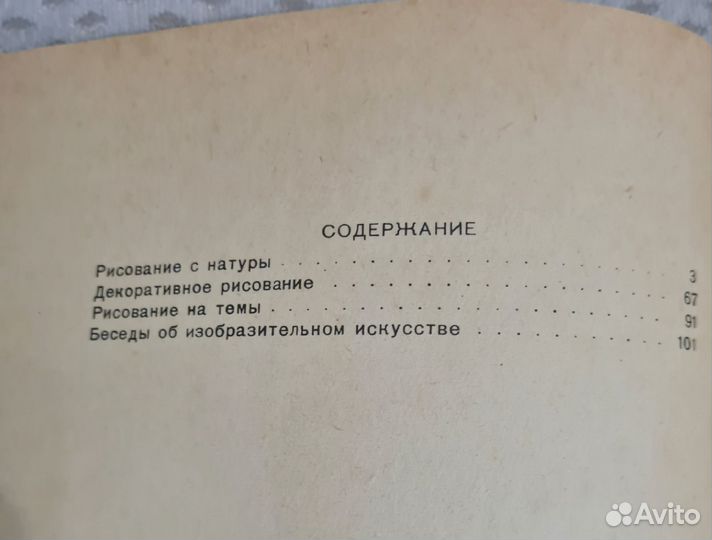 СОДЕРЖАНИЕ
Рисование с натуры . . . . . . . . . . . . . . . . . 3
Декоративное рисование . . . . . . . . . . . . . . 67
Рисование на темы . . . . . . . . . . . . . . . . . 91
Беседы об изобразительном искусстве . . . . . . . . . 101
Avito